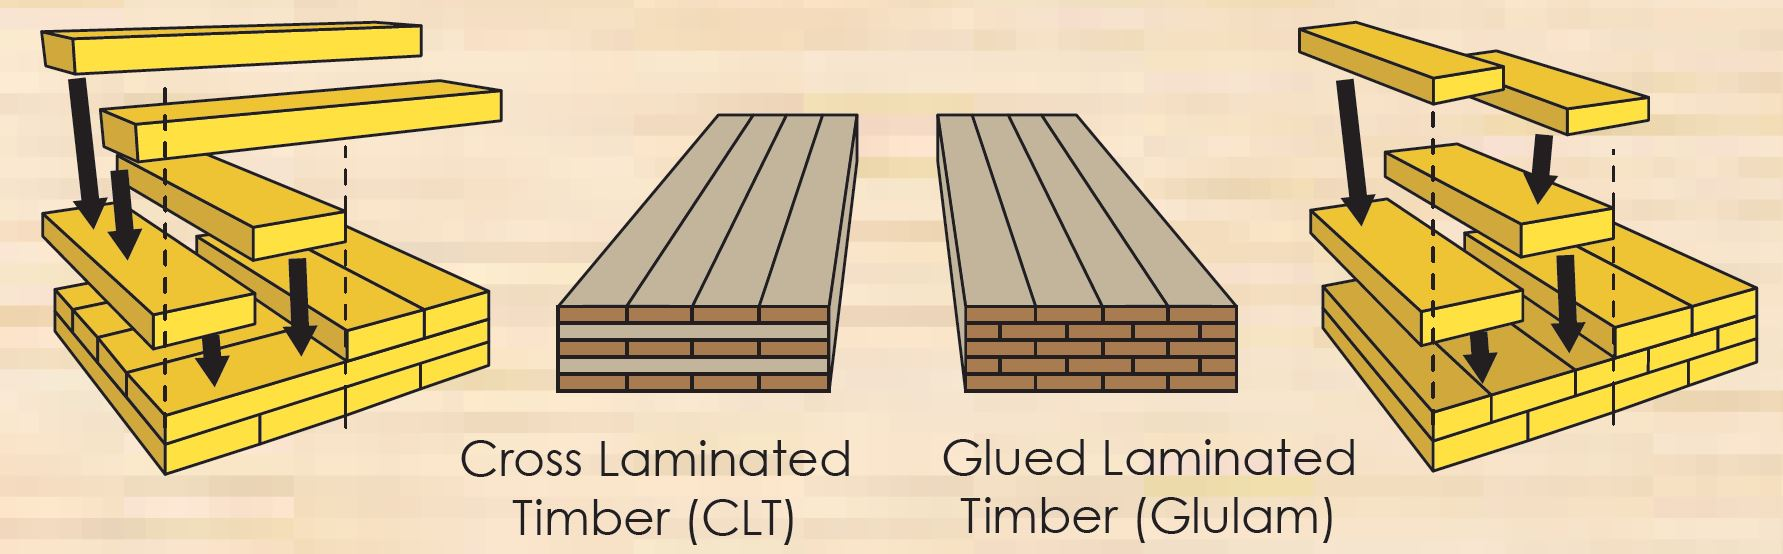 Cross Laminated
Timber (CLT)
Glued Laminated
Timber (Glulam)